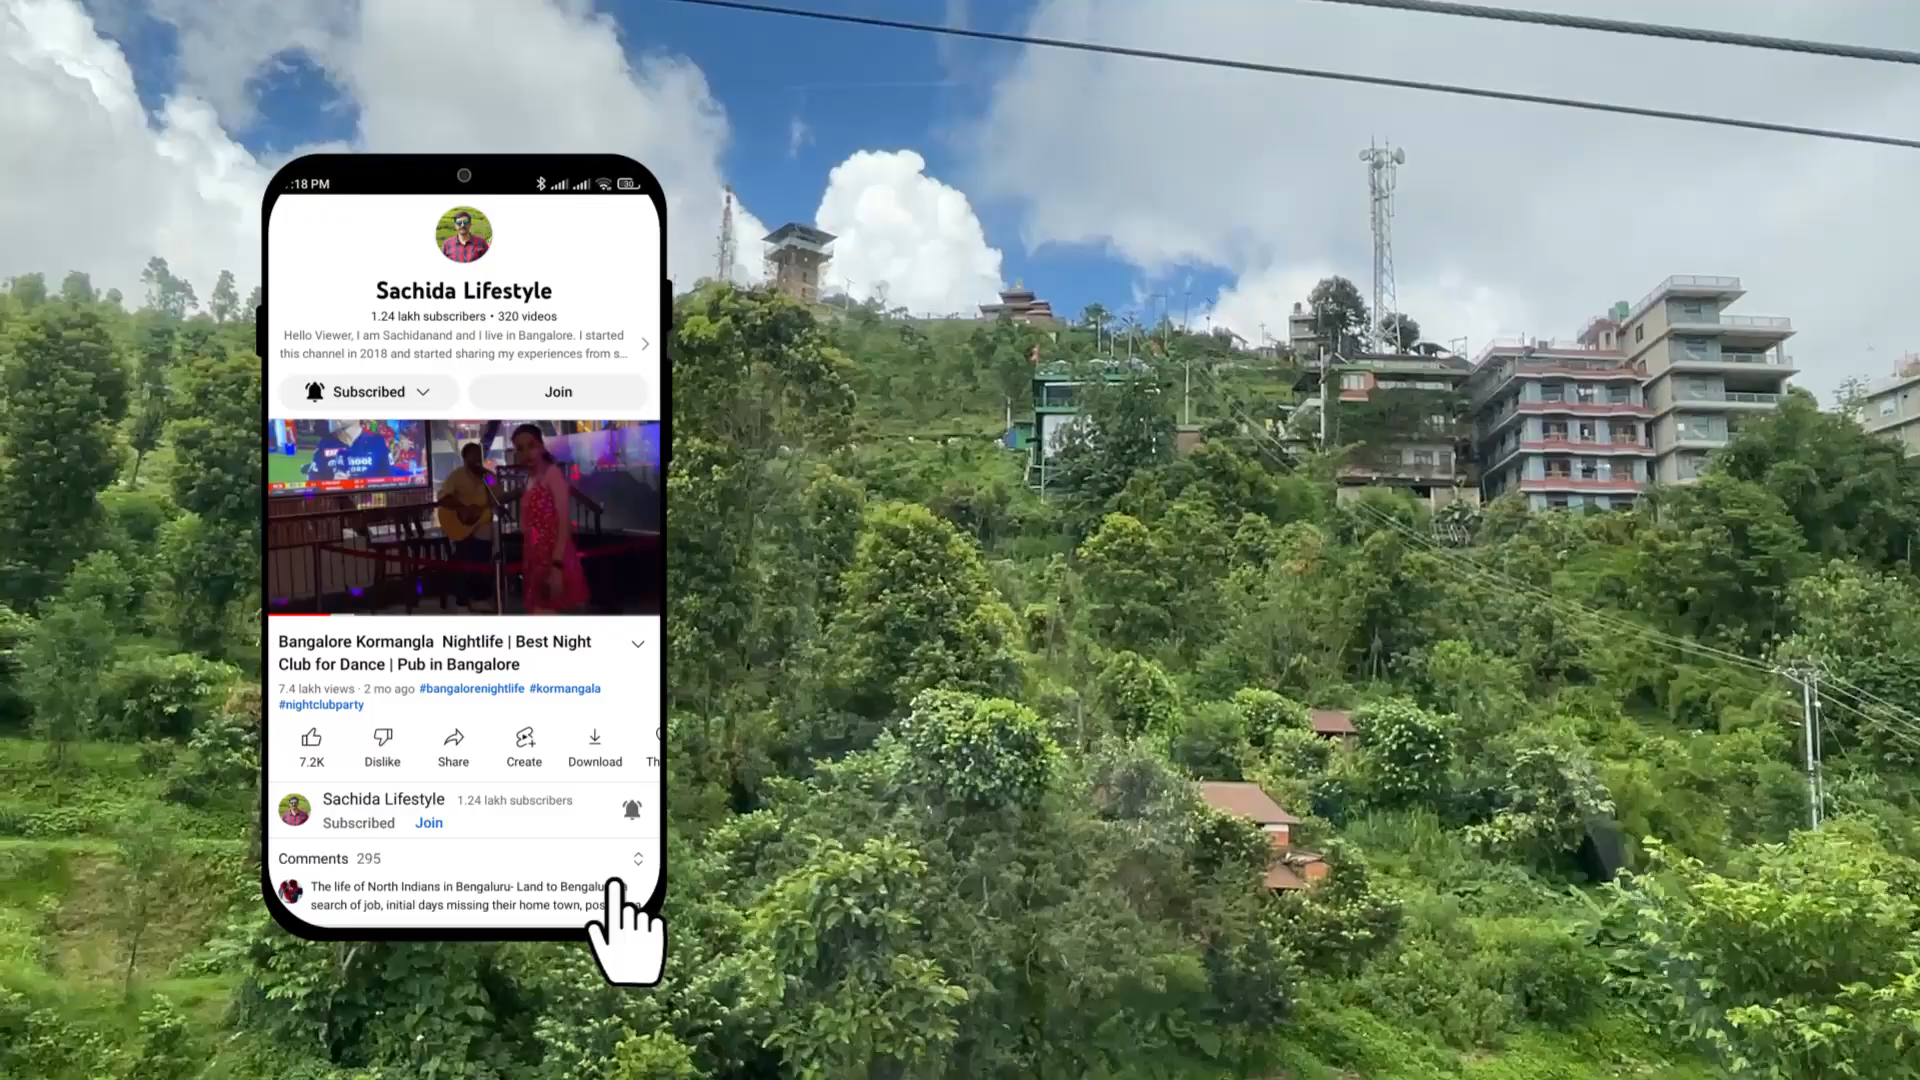 :18 PM
30
Sachida Lifestyle
1.24 lakh subscribers • 320 videos
Hello Viewer, I am Sachidanand and I live in Bangalore. I started
this channel in 2018 and started sharing my experiences from s...
Subscribed
Join
Bangalore Kormangla Nightlife | Best Night
Club for Dance | Pub in Bangalore
7.4 lakh views · 2 mo ago #bangalorenightlife #kormangala
#nightclubparty
7.2K
Dislike
Share
Create
Download
Th
Sachida Lifestyle 1.24 lakh subscribers
Subscribed Join
Comments 295
The life of North Indians in Bengaluru- Land to
search of job, initial days missing their home town,